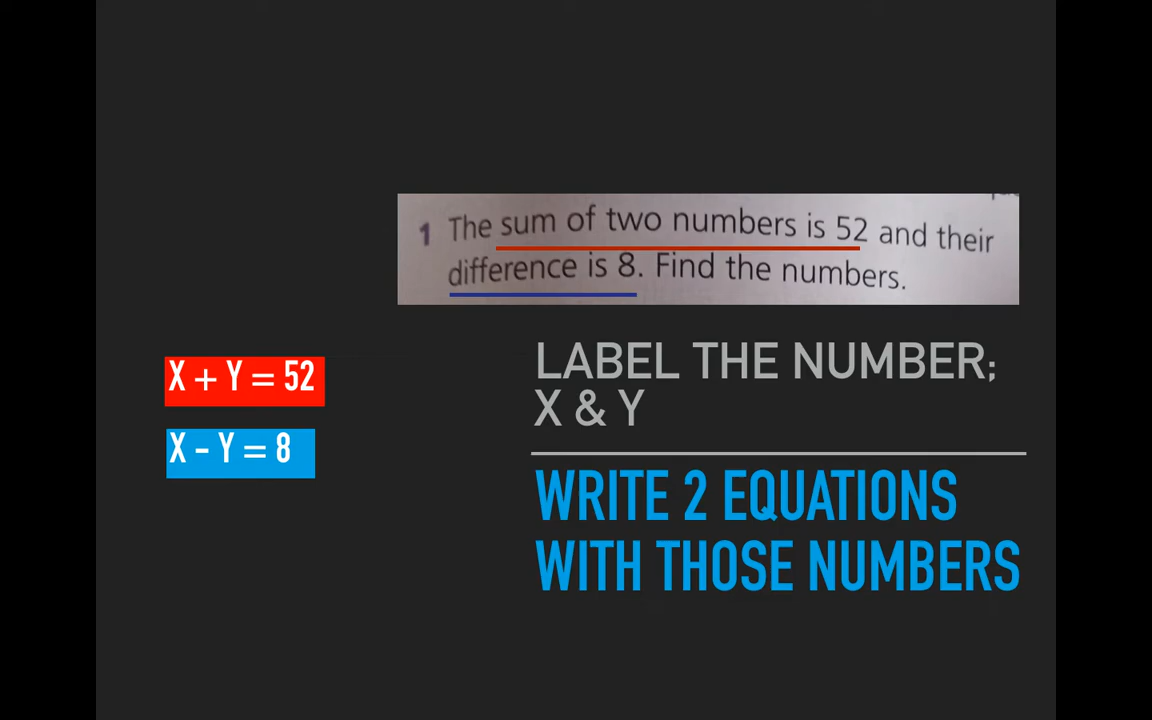 1 The sum of two numbers is 52 and their
difference is 8. Find the numbers.
X + Y = 52
X - Y = 8
LABEL THE NUMBER;
X & Y
WRITE 2 EQUATIONS
WITH THOSE NUMBERS